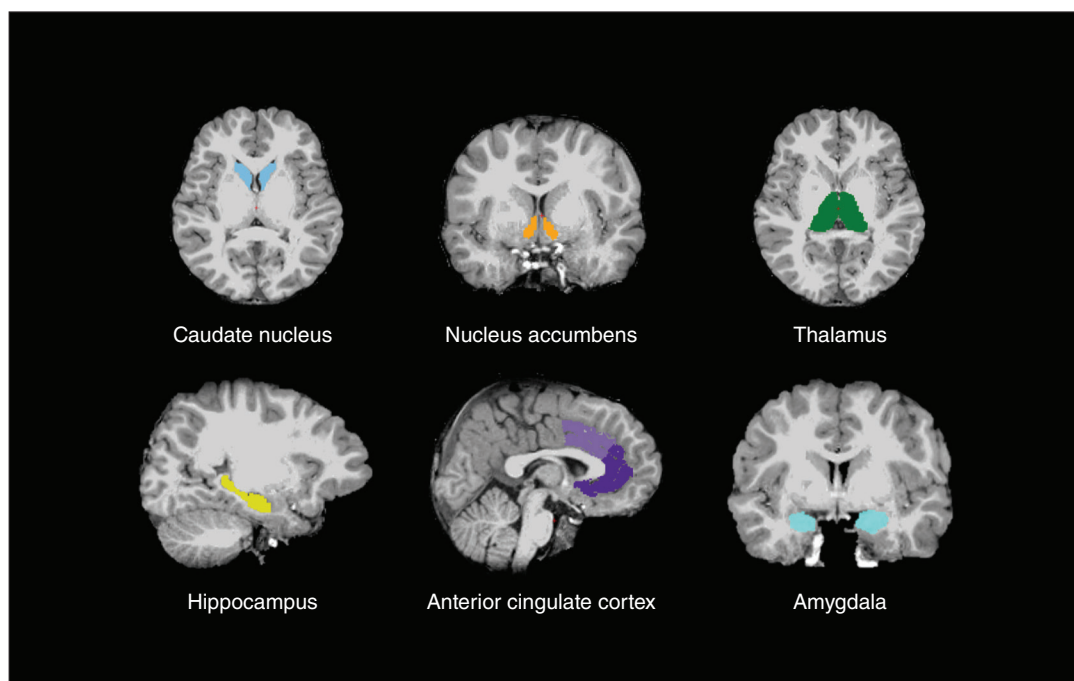 Caudate nucleus
Nucleus accumbens
Thalamus
Hippocampus
Anterior cingulate cortex
Amygdala